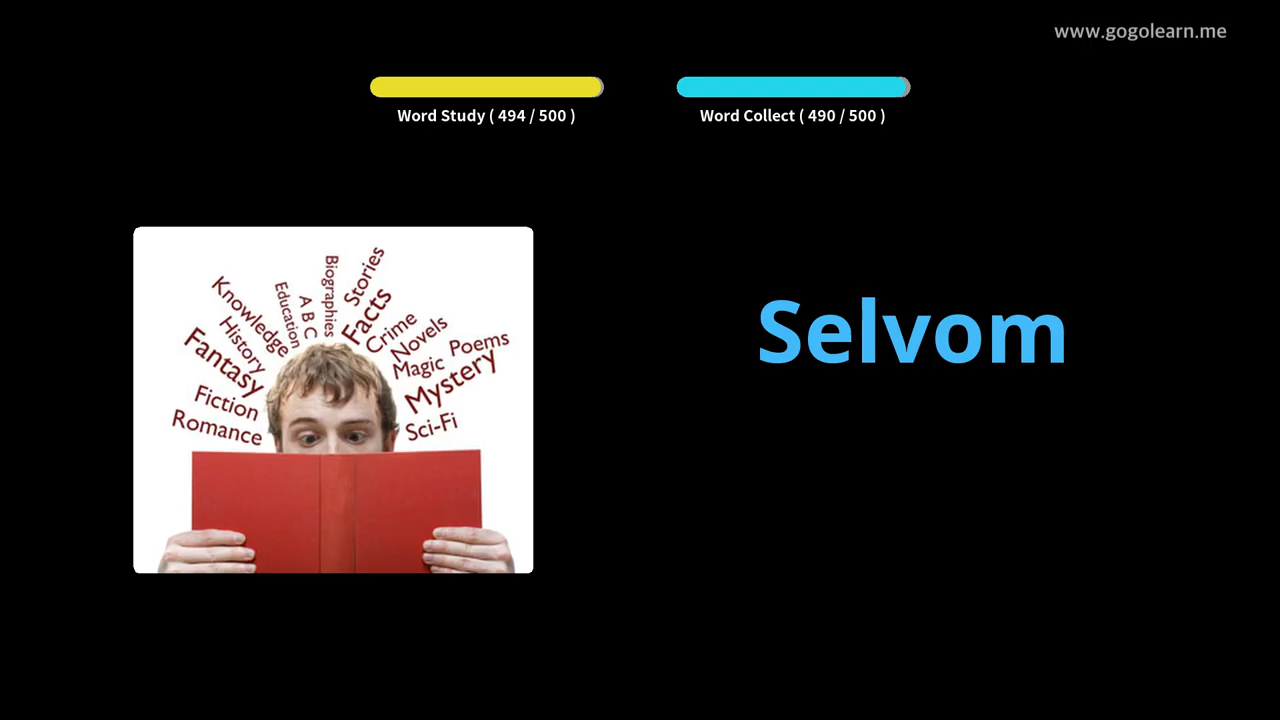 www.gogolearn.me
Word Study ( 494 / 500 )
Word Collect ( 490 / 500 )
Selvom
Romance
Fiction
Fantasy
History
Knowledge
Education
A B C
Biographies
Stories
Facts
Crime
Novels
Magic
Poems
Mystery
Sci-Fi